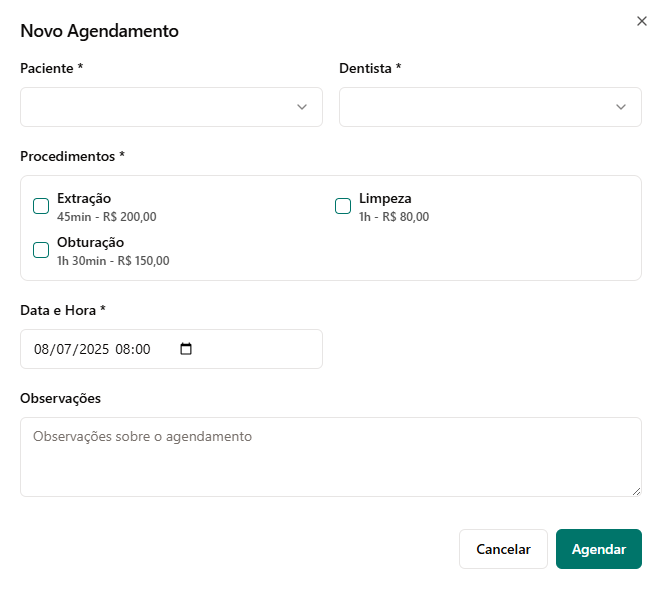 Novo Agendamento
Paciente *
Dentista *
Procedimentos *
Extração
45min - R$ 200,00
Limpeza
1h - R$ 80,00
Obturação
1h 30min - R$ 150,00
Data e Hora *
08/07/2025 08:00
Observações
Observações sobre o agendamento
Cancelar
Agendar